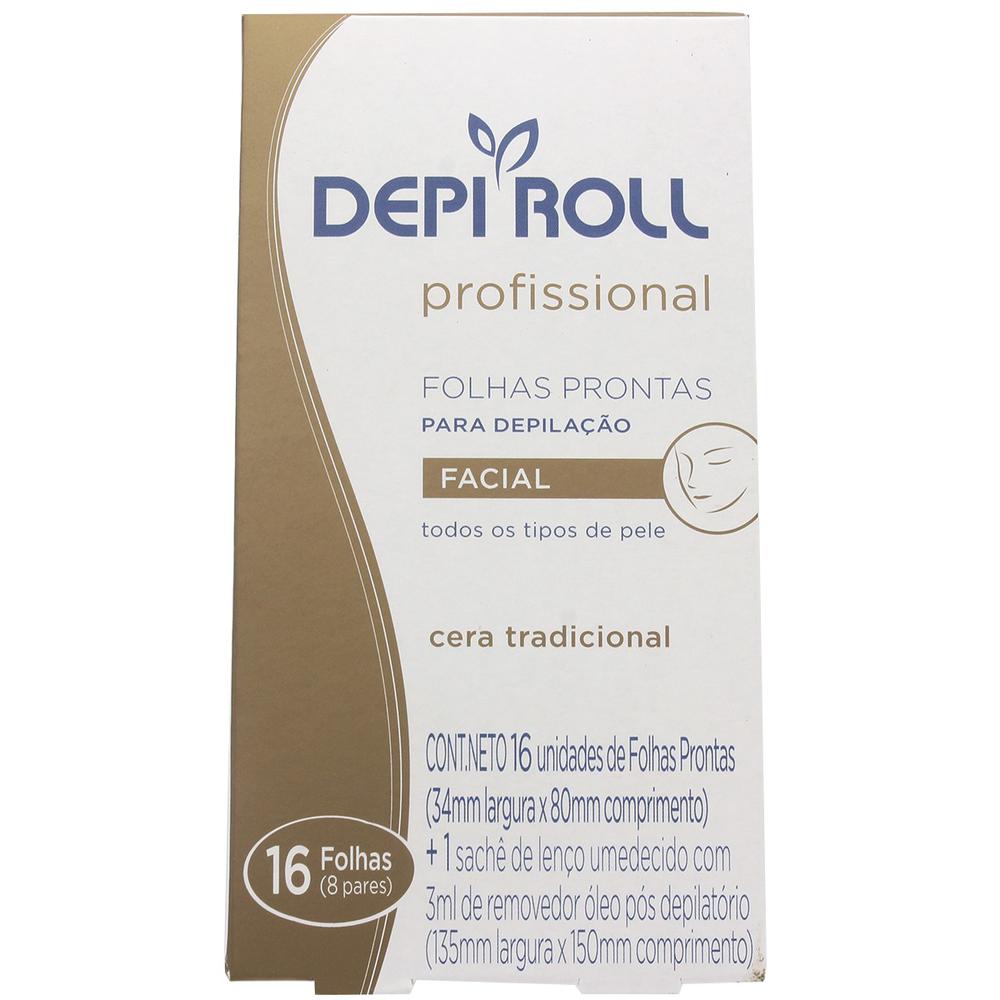 DEPI ROLL
profissional
FOLHAS PRONTAS
PARA DEPILAÇÃO
FACIAL
todos os tipos de pele
cera tradicional
CONT.NETO 16 unidades de Folhas Prontas
(34mm largura x 80mm comprimento)
+ 1 sachê de lenço umedecido com
3ml de removedor óleo pós depilatório
(135mm largura x 150mm comprimento)
16 Folhas
(8 pares)